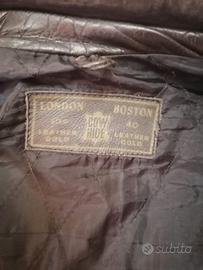 LONDON BOSTON
COW
HIDE
40
LEATHER LEATHER
GOLD GOLD
subito